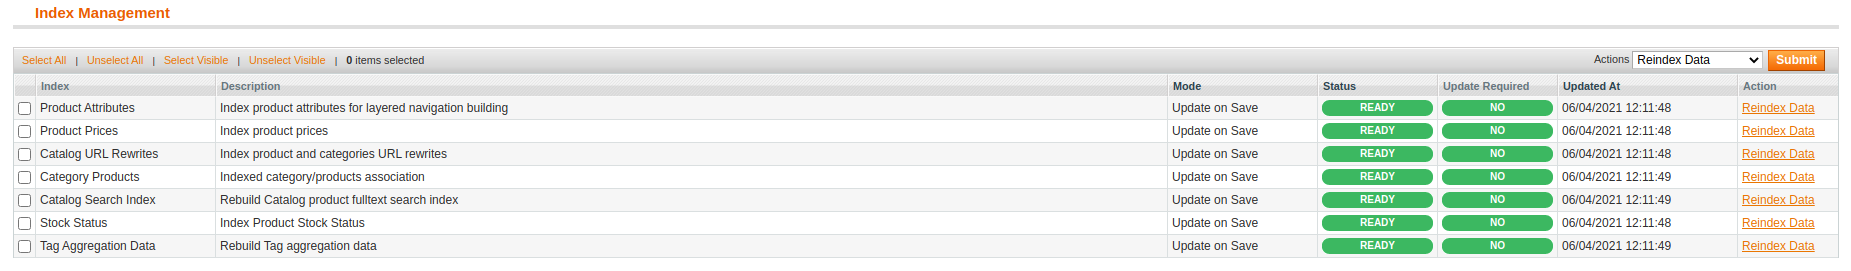 Index Management
Select All | Unselect All | Select Visible | Unselect Visible | 0 items selected Actions Reindex Data Submit
Index Description Mode Status Update Required Updated At Action
Product Attributes Index product attributes for layered navigation building Update on Save READY NO 06/04/2021 12:11:48 Reindex Data
Product Prices Index product prices Update on Save READY NO 06/04/2021 12:11:48 Reindex Data
Catalog URL Rewrites Index product and categories URL rewrites Update on Save READY NO 06/04/2021 12:11:48 Reindex Data
Category Products Indexed category/products association Update on Save READY NO 06/04/2021 12:11:49 Reindex Data
Catalog Search Index Rebuild Catalog product fulltext search index Update on Save READY NO 06/04/2021 12:11:49 Reindex Data
Stock Status Index Product Stock Status Update on Save READY NO 06/04/2021 12:11:48 Reindex Data
Tag Aggregation Data Rebuild Tag aggregation data Update on Save READY NO 06/04/2021 12:11:49 Reindex Data